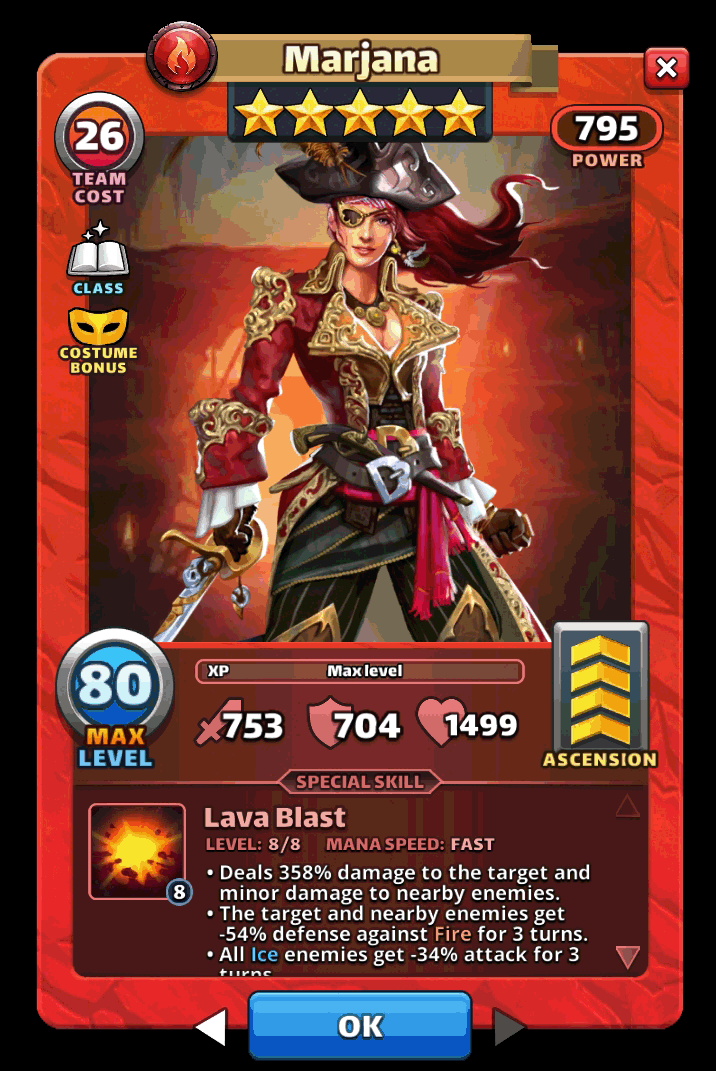 Marjana
26
TEAM
COST
795
POWER
CLASS
COSTUME
BONUS
80
MAX
LEVEL
XP Max level
753 704 1499
ASCENSION
SPECIAL SKILL
Lava Blast
LEVEL: 8/8 MANA SPEED: FAST
8
• Deals 358% damage to the target and
minor damage to nearby enemies.
• The target and nearby enemies get
-54% defense against Fire for 3 turns.
• All Ice enemies get -34% attack for 3
turns
OK